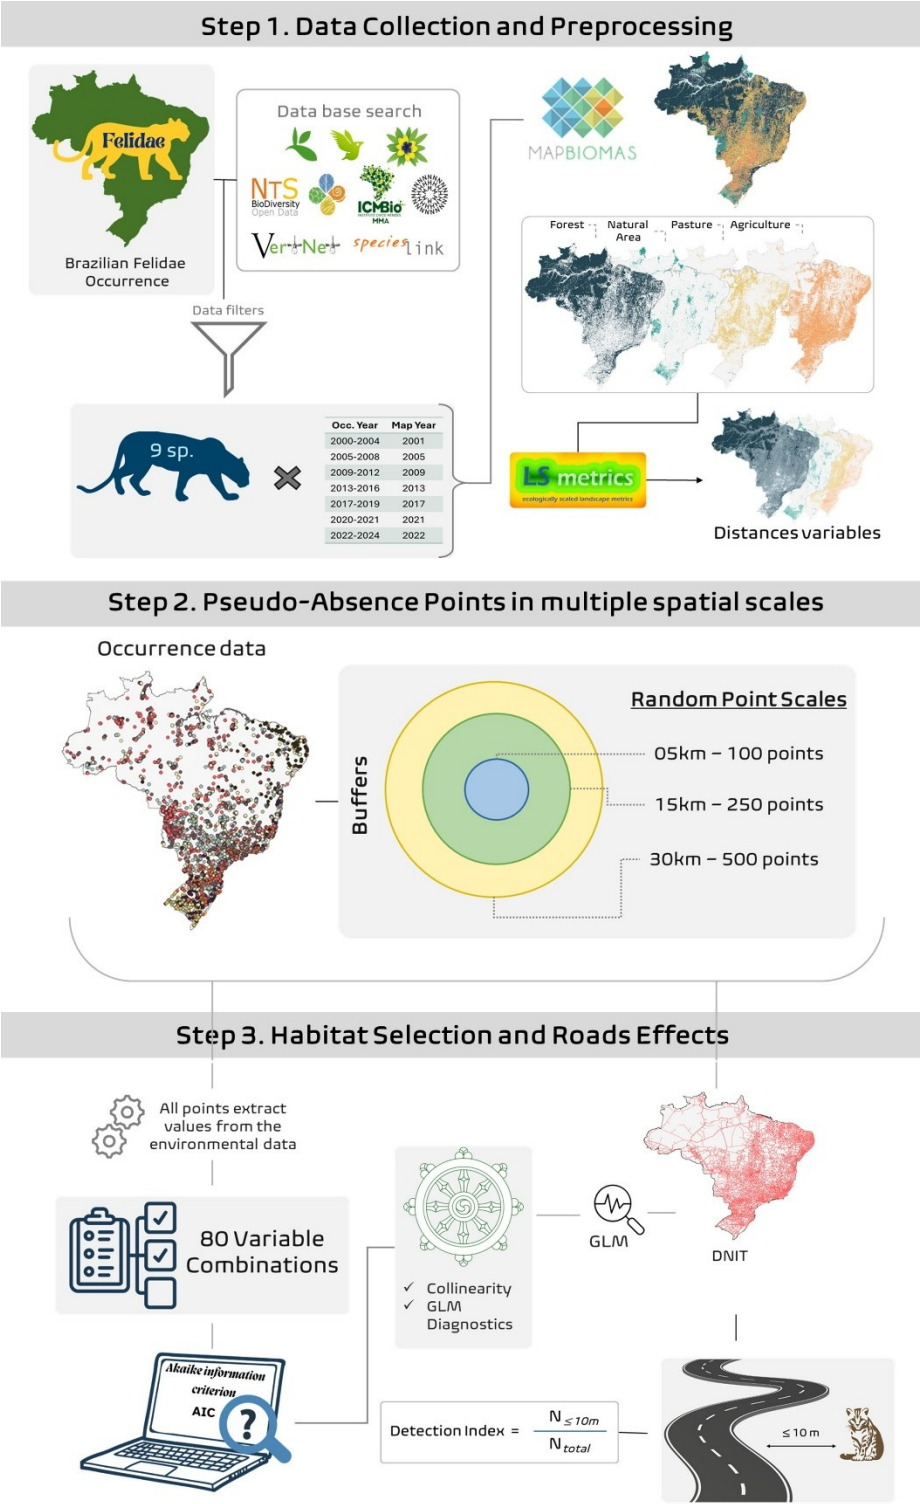 Step 1. Data Collection and Preprocessing
Felidae
Brazilian Felidae
Occurrence
Data base search
NTS
BioDiversity
Open Data
ICMBio
MMA
VertNet
species link
Data filters
MAPBIOMAS
Forest
Natural
Area
Pasture
Agriculture
9 sp.
Occ. Year Map Year
2000-2004 2001
2005-2008 2005
2009-2012 2009
2013-2016 2013
2017-2019 2017
2020-2021 2021
2022-2024 2022
LS metrics
ecologically scaled landscape metrics
Distances variables
Step 2. Pseudo-Absence Points in multiple spatial scales
Occurrence data
Buffers
Random Point Scales
05km – 100 points
15km – 250 points
30km – 500 points
Step 3. Habitat Selection and Roads Effects
All points extract
values from the
environmental data
80 Variable
Combinations
✓ Collinearity
✓ GLM
Diagnostics
GLM
DNIT
Akaike information
criterion
AIC
?
Detection Index = N ≤ 10m / N total
≤ 10 m